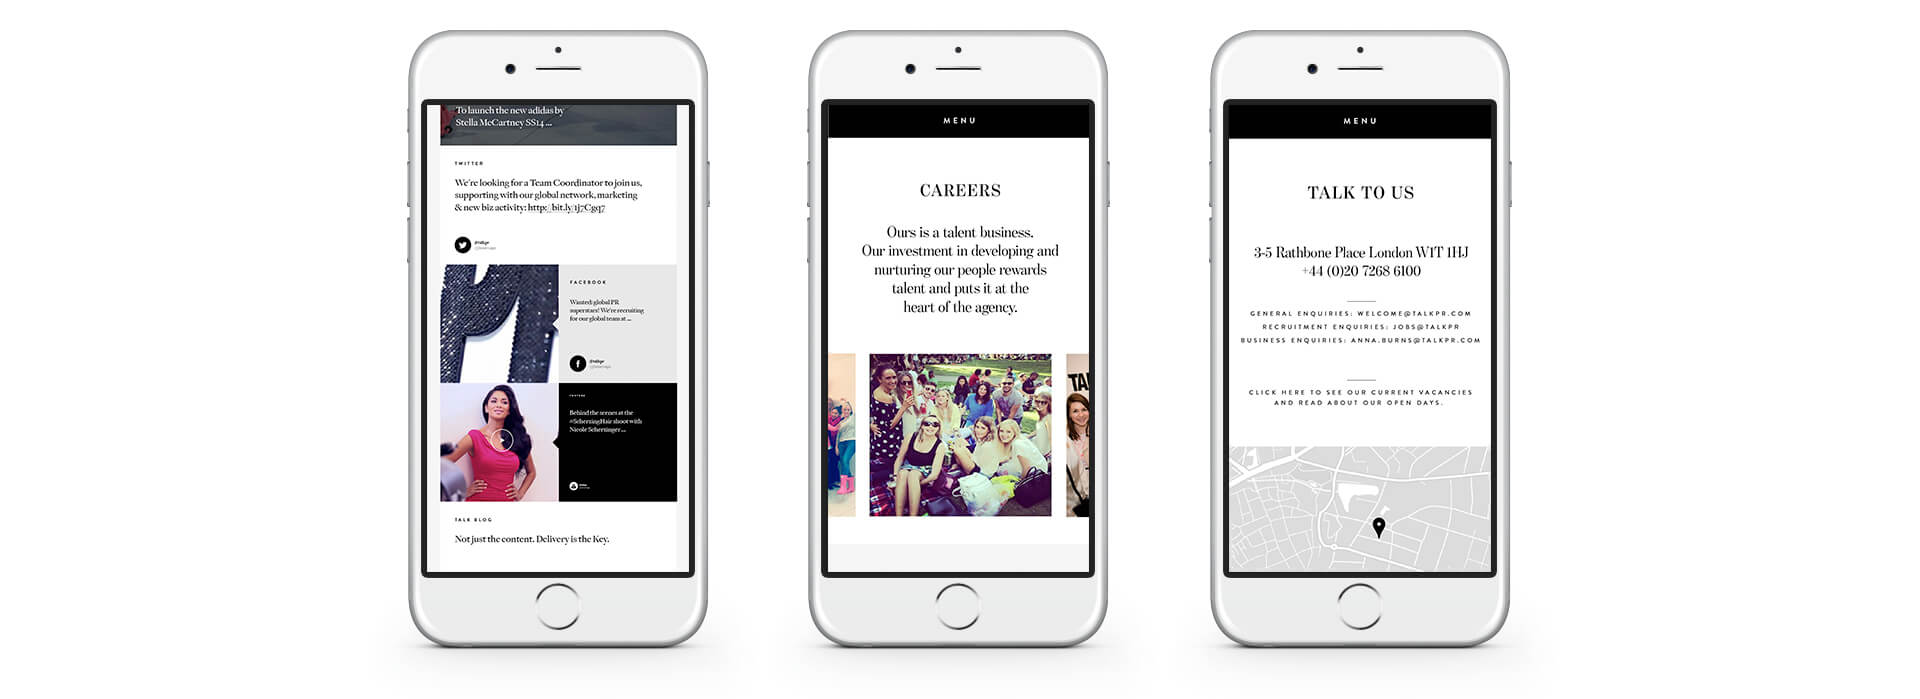 To launch the new adidas by
Stella McCartney SS14 ...
TWITTER
We're looking for a Team Coordinator to join us,
supporting with our global network, marketing
& new biz activity: http://bit.ly/1j7Cgq7
FACEBOOK
Wanted: global PR
superstars! We're recruiting
for our global team at ...
Behind the scenes at the
#ScherzingHair shoot with
Nicole Scherzinger ...
TALK BLOG
Not just the content. Delivery is the Key.
MENU
CAREERS
Ours is a talent business.
Our investment in developing and
nurturing our people rewards
talent and puts it at the
heart of the agency.
TAL
MENU
TALK TO US
3-5 Rathbone Place London W1T 1HJ
+44 (0)20 7268 6100
GENERAL ENQUIRIES: WELCOME@TALKPR.COM
RECRUITMENT ENQUIRIES: JOBS@TALKPR
BUSINESS ENQUIRIES: ANNA.BURNS@TALKPR.COM
CLICK HERE TO SEE OUR CURRENT VACANCIES
AND READ ABOUT OUR OPEN DAYS.